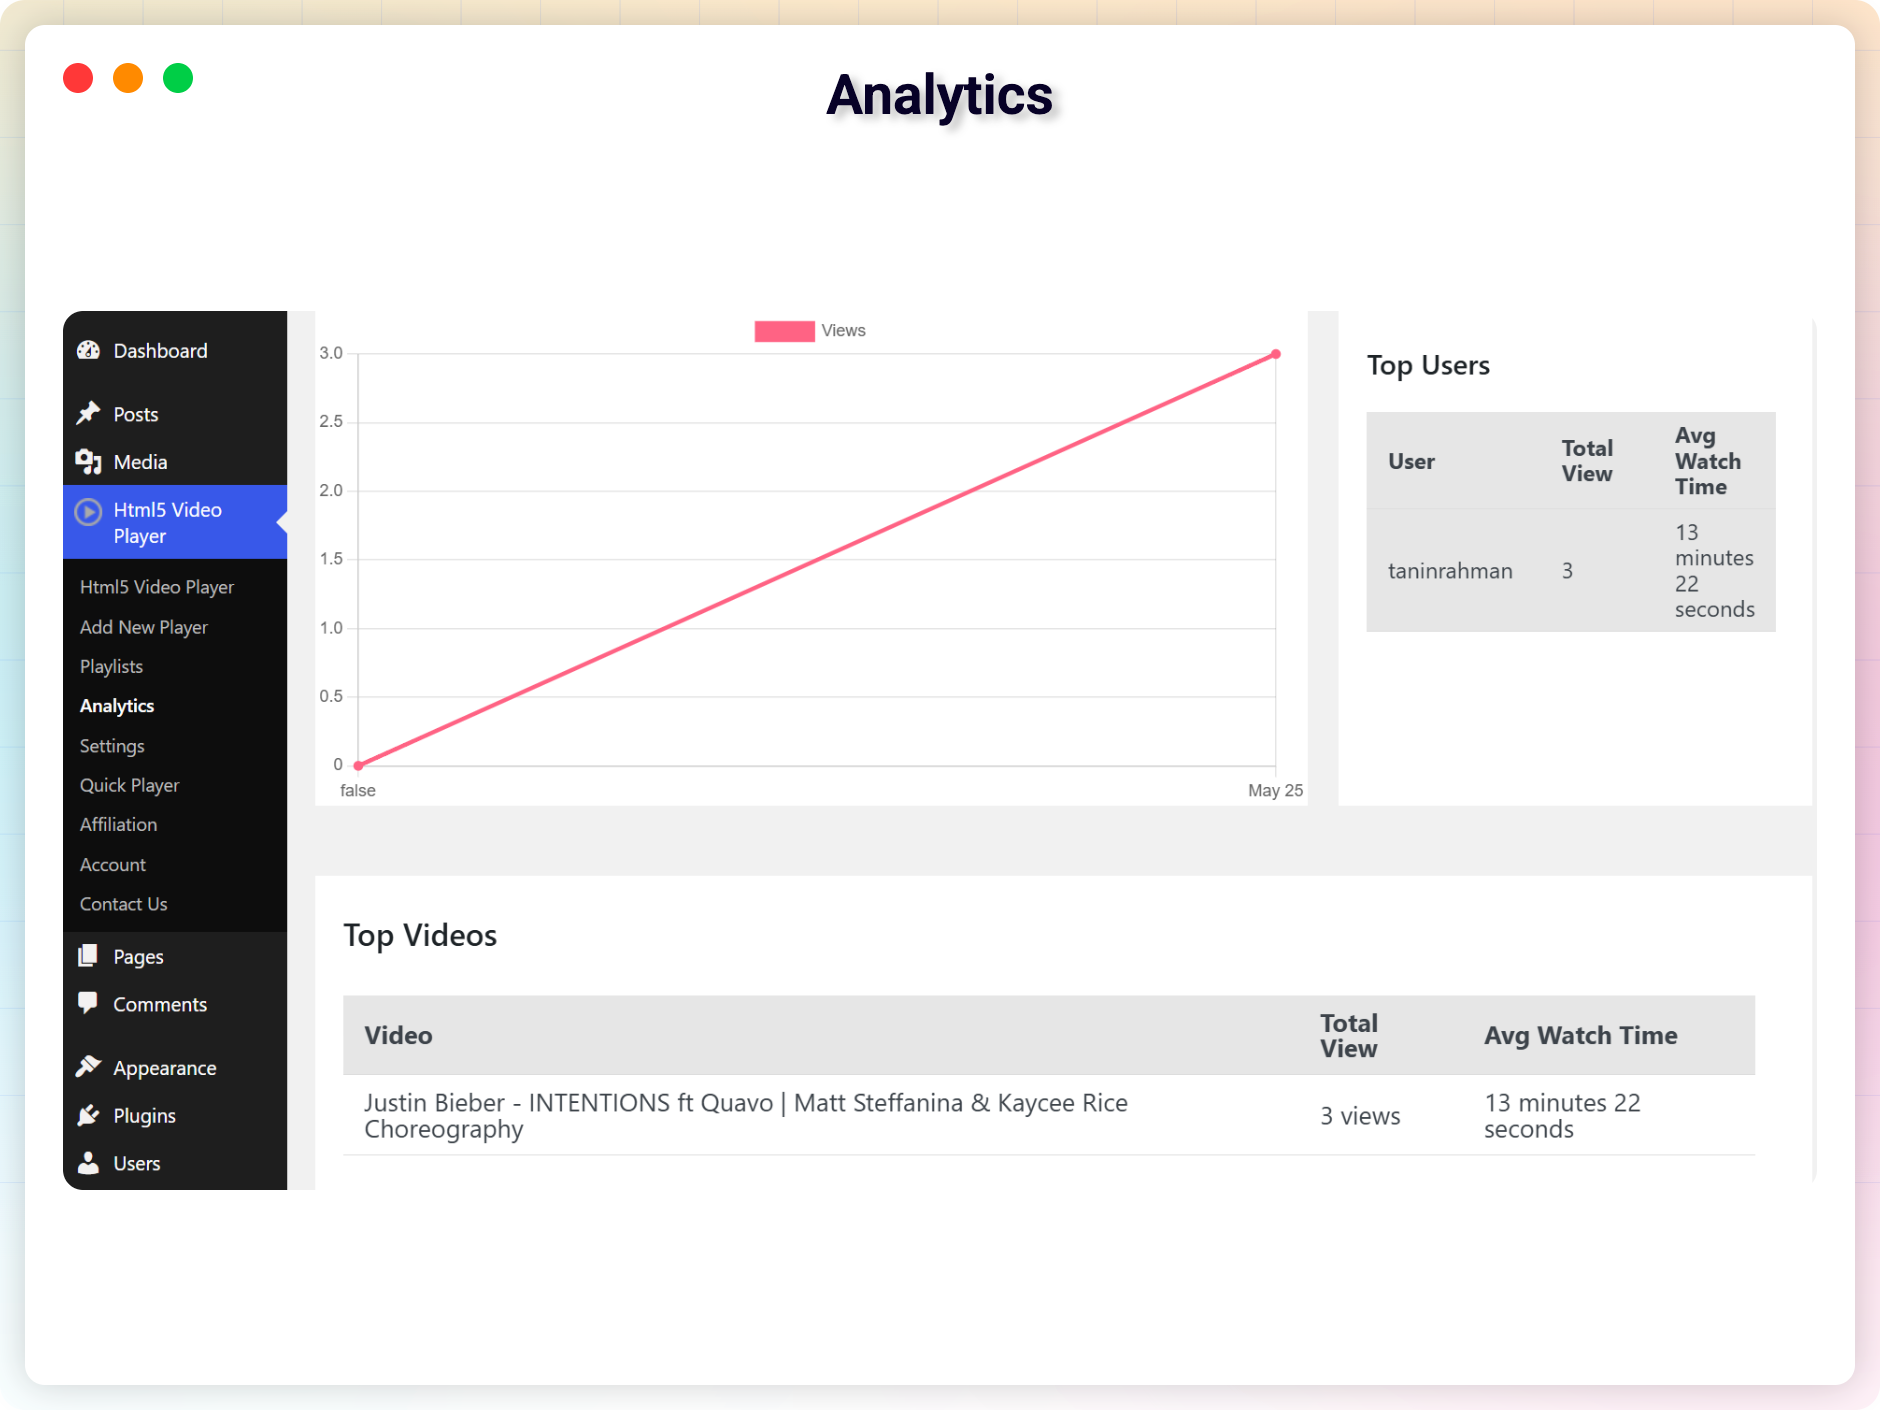 Analytics
Dashboard
Posts
Media
Html5 Video
Player
Html5 Video Player
Add New Player
Playlists
Analytics
Settings
Quick Player
Affiliation
Account
Contact Us
Pages
Comments
Appearance
Plugins
Users
Views
3.0
2.5
2.0
1.5
1.0
0.5
0
false
May 25
Top Users
User
Total
View
Avg
Watch
Time
taninrahman
3
13
minutes
22
seconds
Top Videos
Video
Total
View
Avg Watch Time
Justin Bieber - INTENTIONS ft Quavo | Matt Steffanina & Kaycee Rice
Choreography
3 views
13 minutes 22
seconds